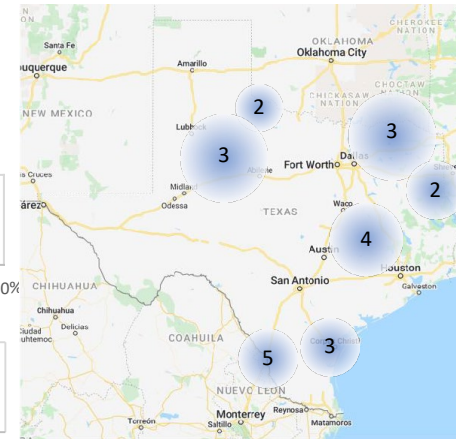 CHEROKEE
NATION
OKLAHOMA
Oklahoma City
Santa Fe
Amarillo
uquerque
CHICKASAW
NATION
CHOCTAW
NATION
2
NEW MEXICO
Lubbock
3
3
Dallas
Fort Worth
Abilene
s Cruces
Midland
2
Odessa
árez
TEXAS
Waco
4
Austin
Houston
San Antonio
Galveston
0%
CHIHUAHUA
Chihuahua
Ciudad
uhtemoc
Delicias
COAHUILA
3
5
NUEVO LEON
Monterrey
Reynosa
Torreón
Saltillo
Matamoros